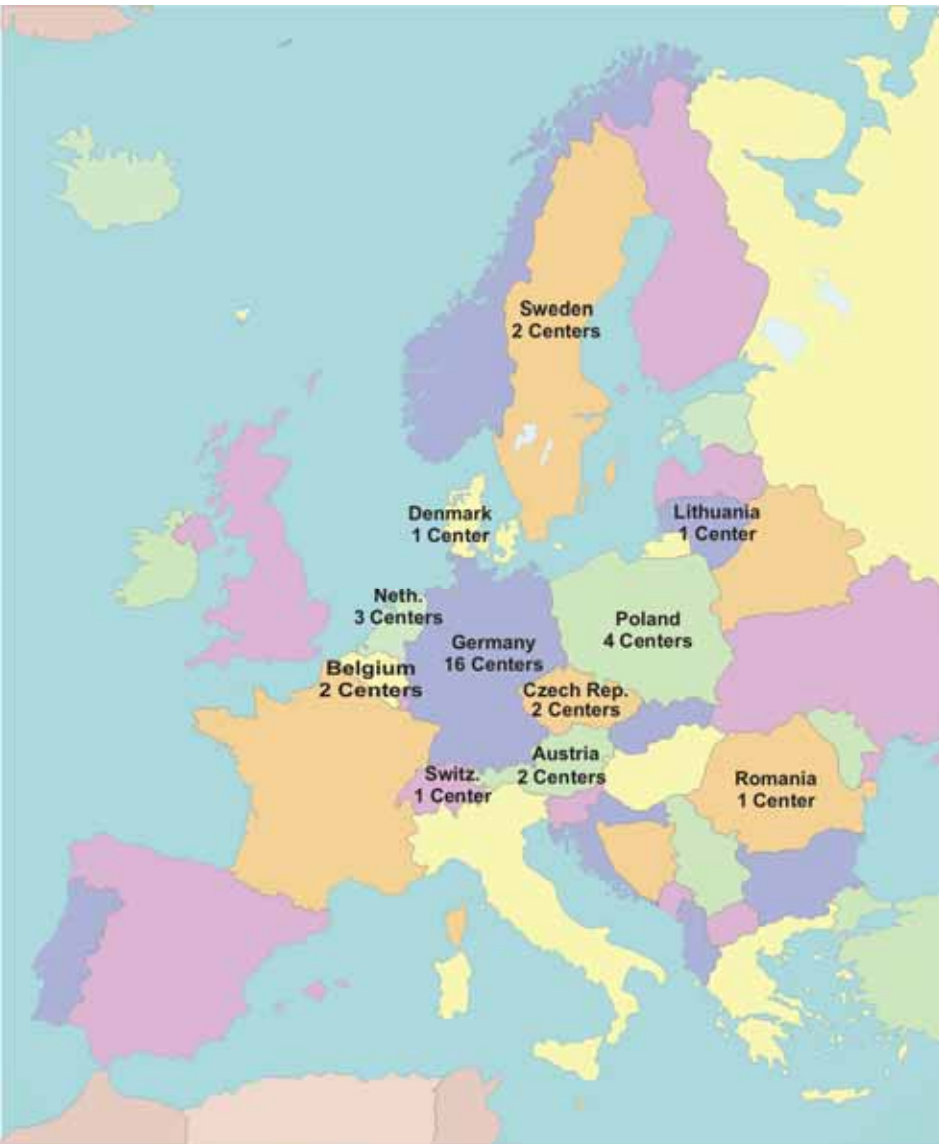 Sweden
2 Centers
Denmark
1 Center
Lithuania
1 Center
Neth.
3 Centers
Germany
16 Centers
Poland
4 Centers
Belgium
2 Centers
Czech Rep.
2 Centers
Austria
2 Centers
Switz.
1 Center
Romania
1 Center